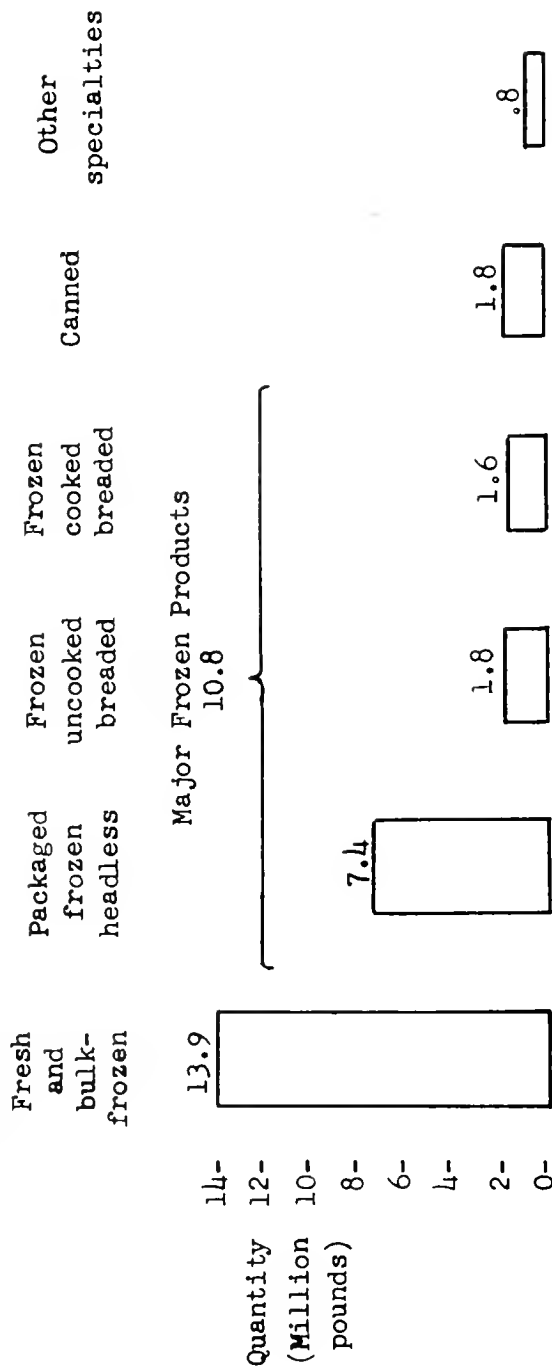 Fresh
and
bulk-
frozen
Packaged
frozen
headless
Frozen
uncooked
breaded
Frozen
cooked
breaded
Canned
Other
specialties
Major Frozen Products
10.8
Quantity
(Million
pounds)
14-
12-
10-
8-
6-
4-
2-
0-
13.9
7.4
1.8
1.6
1.8
.8